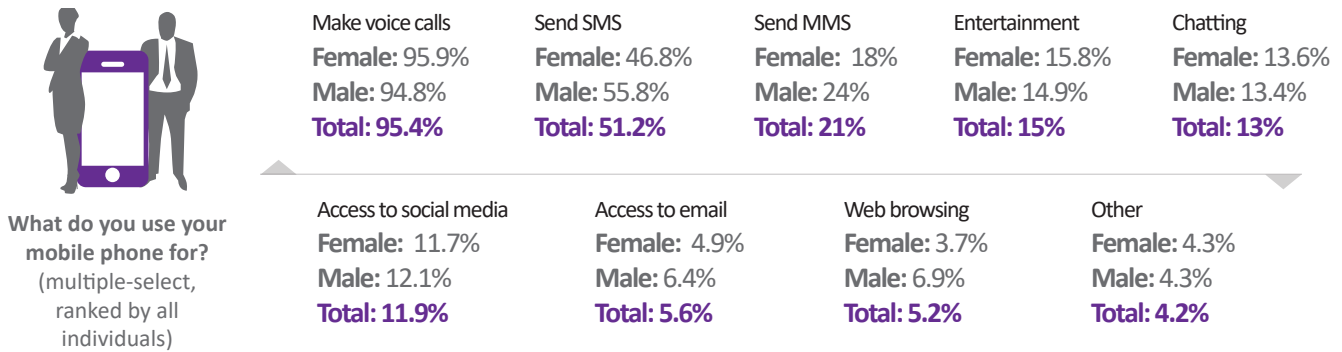 Make voice calls
Female: 95.9%
Male: 94.8%
Total: 95.4%
Send SMS
Female: 46.8%
Male: 55.8%
Total: 51.2%
Send MMS
Female: 18%
Male: 24%
Total: 21%
Entertainment
Female: 15.8%
Male: 14.9%
Total: 15%
Chatting
Female: 13.6%
Male: 13.4%
Total: 13%
What do you use your
mobile phone for?
(multiple-select,
ranked by all
individuals)
Access to social media
Female: 11.7%
Male: 12.1%
Total: 11.9%
Access to email
Female: 4.9%
Male: 6.4%
Total: 5.6%
Web browsing
Female: 3.7%
Male: 6.9%
Total: 5.2%
Other
Female: 4.3%
Male: 4.3%
Total: 4.2%